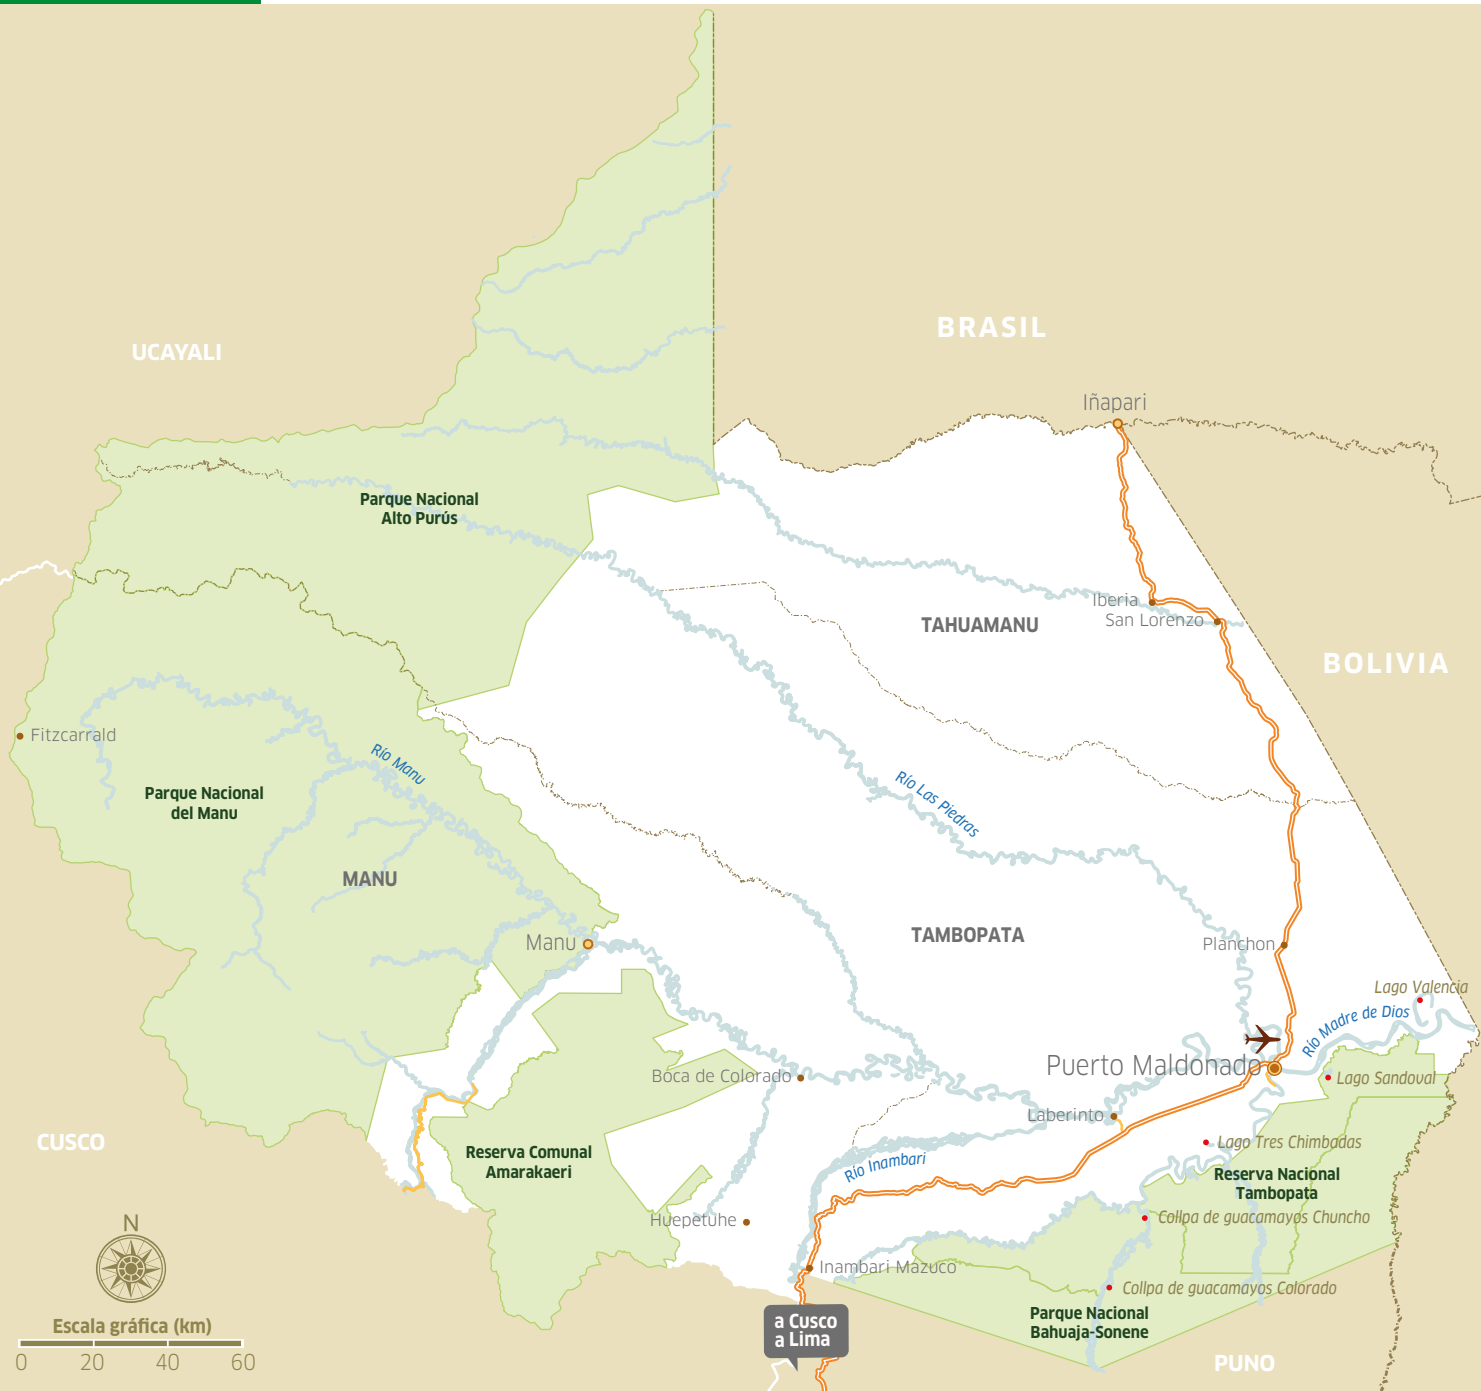 BRASIL
UCAYALI
Iñapari
Parque Nacional
Alto Purús
Iberia
San Lorenzo
TAHUAMANU
BOLIVIA
Fitzcarrald
Río Manu
Parque Nacional
del Manu
Río Las Piedras
MANU
Manu
TAMBOPATA
Planchon
Lago Valencia
Río Madre de Dios
Puerto Maldonado
Boca de Colorado
Lago Sandoval
Laberinto
CUSCO
Lago Tres Chimbadas
Reserva Comunal
Amarakaeri
Río Inambari
Reserva Nacional
Tambopata
Huepetuhe
Collpa de guacamayos Chuncho
N
Inambari Mazuco
Collpa de guacamayos Colorado
Escala gráfica (km)
0 20 40 60
a Cusco
a Lima
Parque Nacional
Bahuaja-Sonene
PUNO